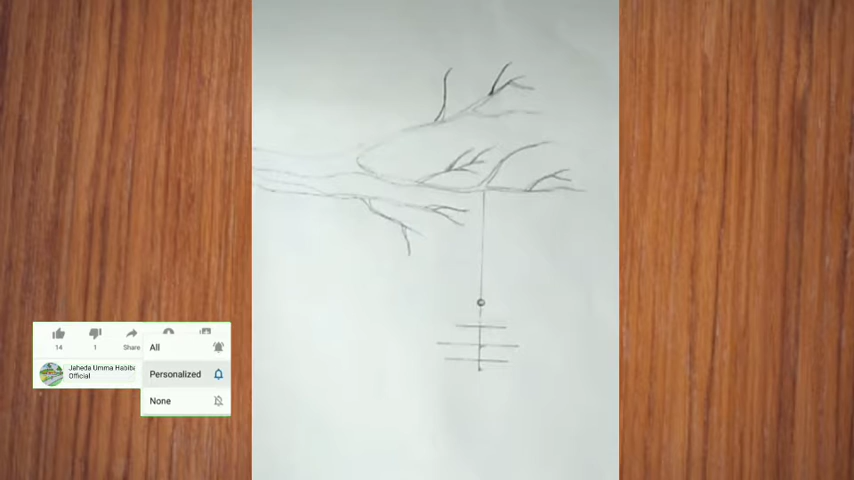 14
1
Share
All
Jaheda Umma Habiba
Official
Personalized
None